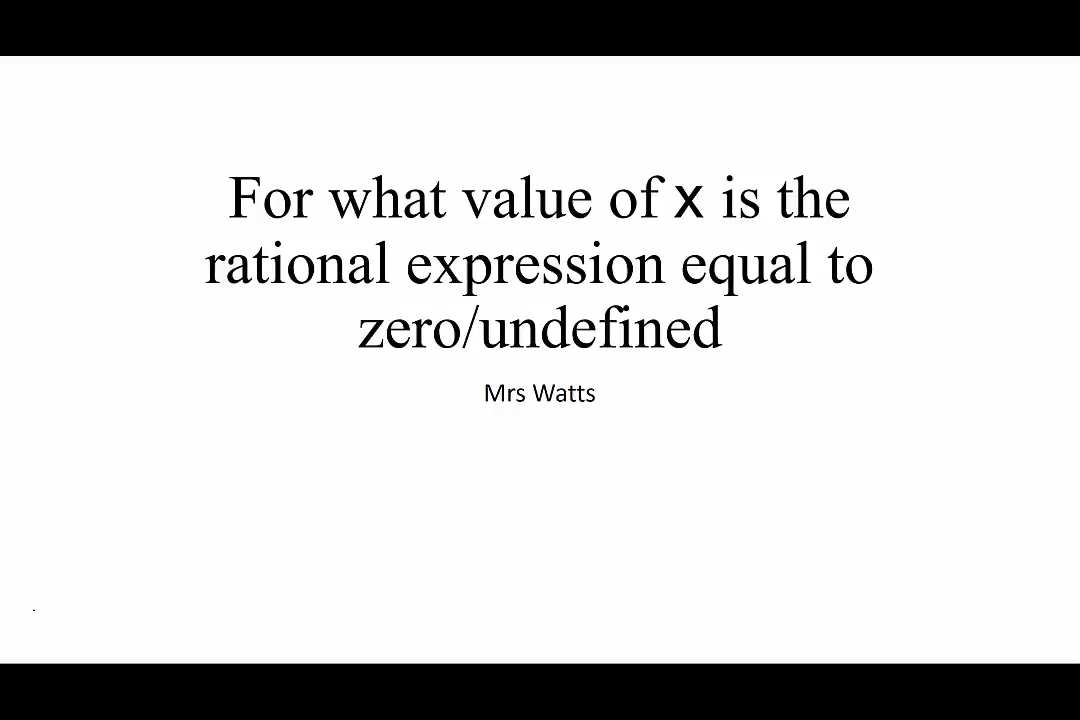 For what value of x is the
rational expression equal to
zero/undefined
Mrs Watts